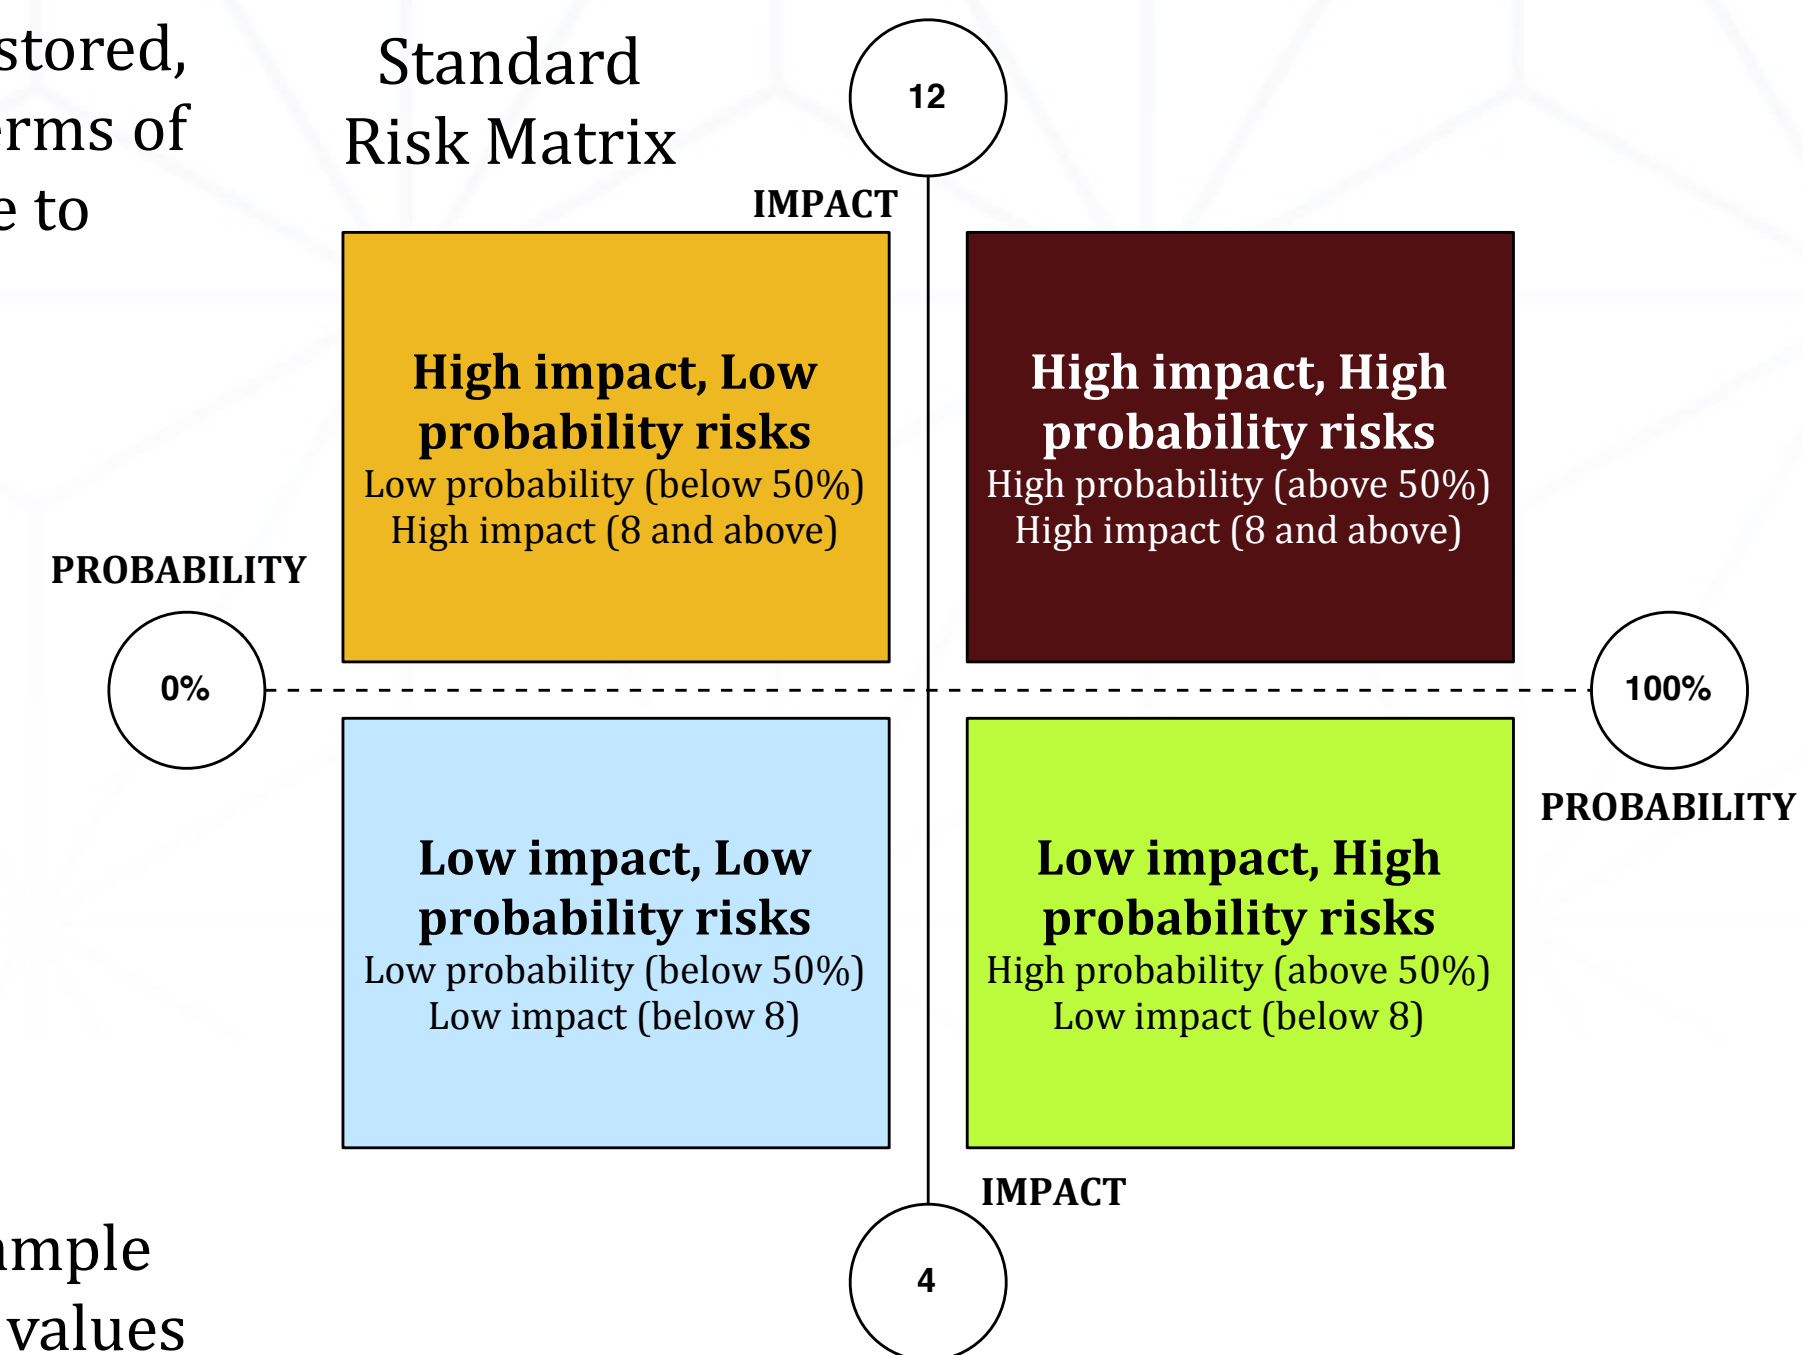 stored,
rms of
e to
Standard
Risk Matrix
12
IMPACT
High impact, Low
probability risks
Low probability (below 50%)
High impact (8 and above)
High impact, High
probability risks
High probability (above 50%)
High impact (8 and above)
PROBABILITY
0%
100%
PROBABILITY
Low impact, Low
probability risks
Low probability (below 50%)
Low impact (below 8)
Low impact, High
probability risks
High probability (above 50%)
Low impact (below 8)
IMPACT
4
mple
values